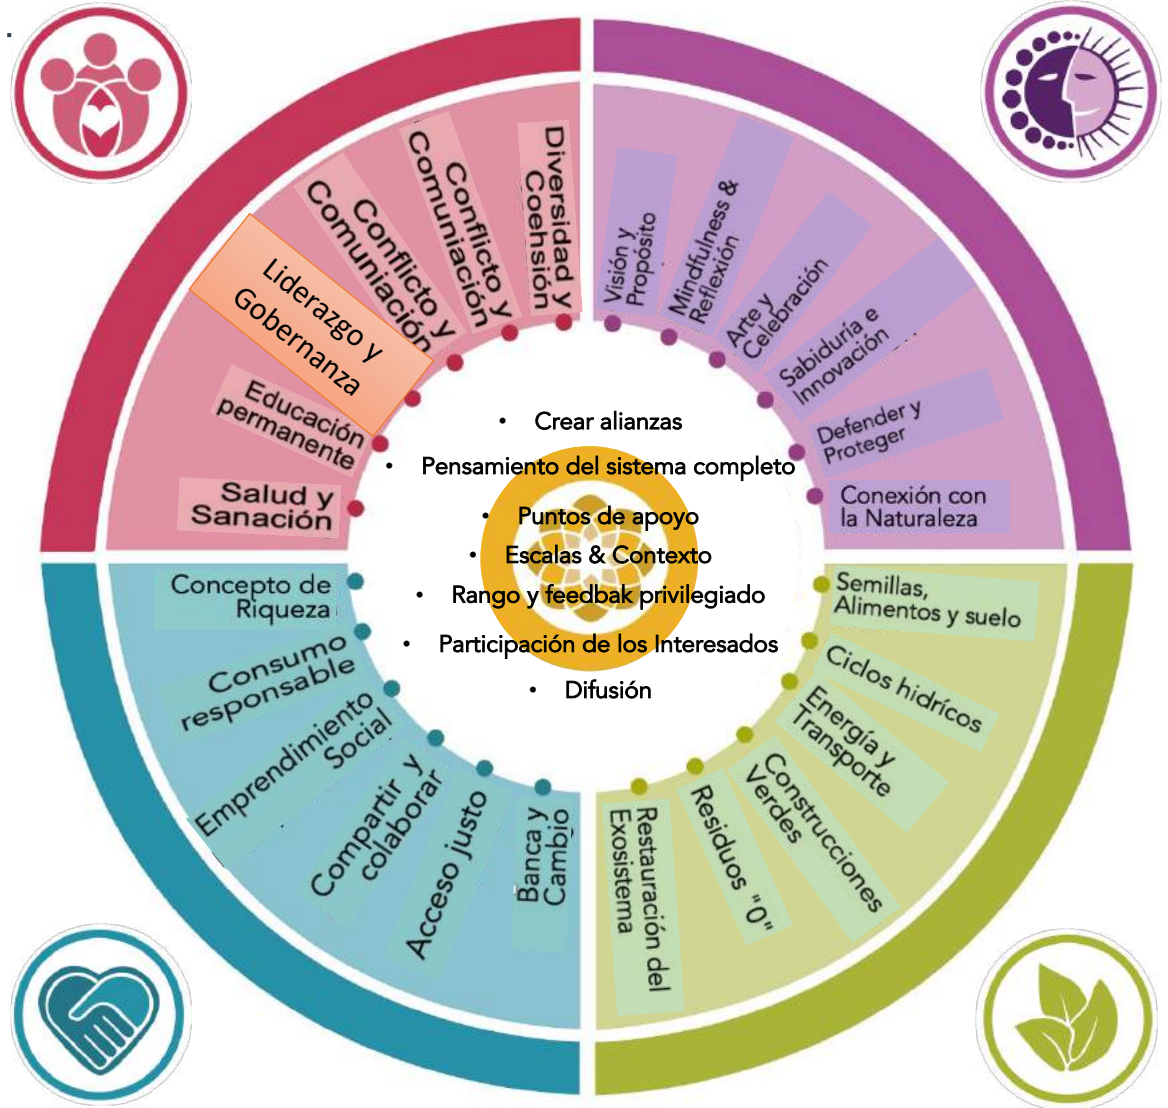 Diversidad y
Coehsión
Conflicto y
Comuniación
Conflicto y
Comuniación
Liderazgo y
Gobernanza
Educación
permanente
Salud y
Sanación
Visión y
Propósito
Mindfulness &
Reflexión
Arte y
Celebración
Sabiduría e
Innovación
Defender y
Proteger
Conexión con
la Naturaleza
• Crear alianzas
• Pensamiento del sistema completo
• Puntos de apoyo
• Escalas & Contexto
• Rango y feedbak privilegiado
• Participación de los Interesados
• Difusión
Concepto de
Riqueza
Consumo
responsable
Emprendimiento
Social
Compartir y
colaborar
Acceso justo
Banca y
Cambio
Semillas,
Alimentos y suelo
Ciclos hidrícos
Energía y
Transporte
Construcciones
Verdes
Residuos "0"
Restauración del
Exosistema